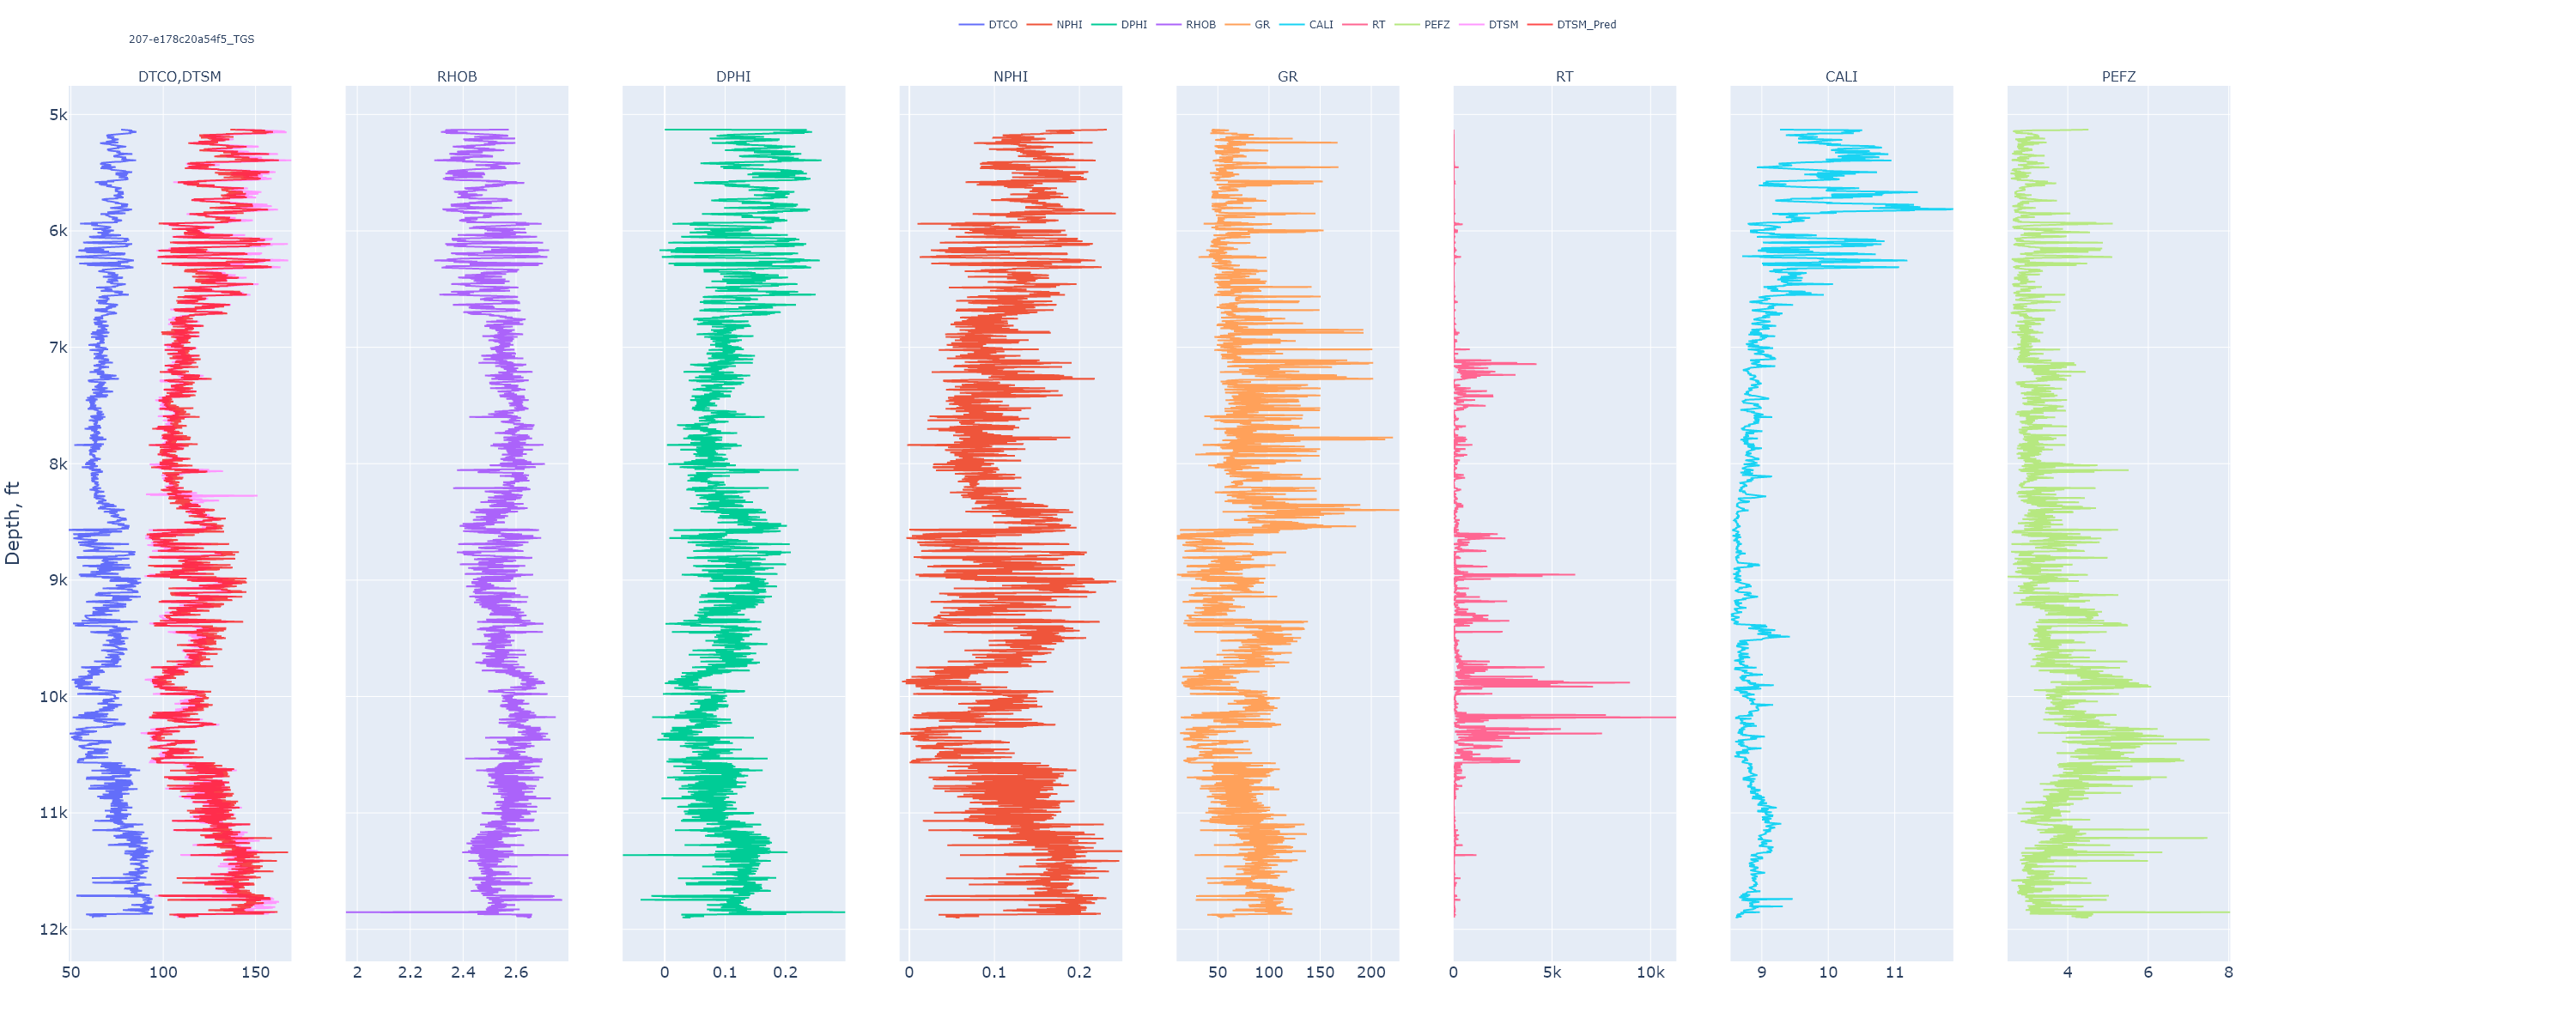 DTCO NPHI DPHI RHOB GR CALI RT PEFZ DTSM DTSM_Pred
207-e178c20a54f5_TGS
DTCO,DTSM RHOB DPHI NPHI GR RT CALI PEFZ
5k
6k
7k
8k
9k
10k
11k
12k
Depth, ft
50 100 150 2 2.2 2.4 2.6 0 0.1 0.2 0 0.1 0.2 50 100 150 200 0 5k 10k 9 10 11 4 6 8